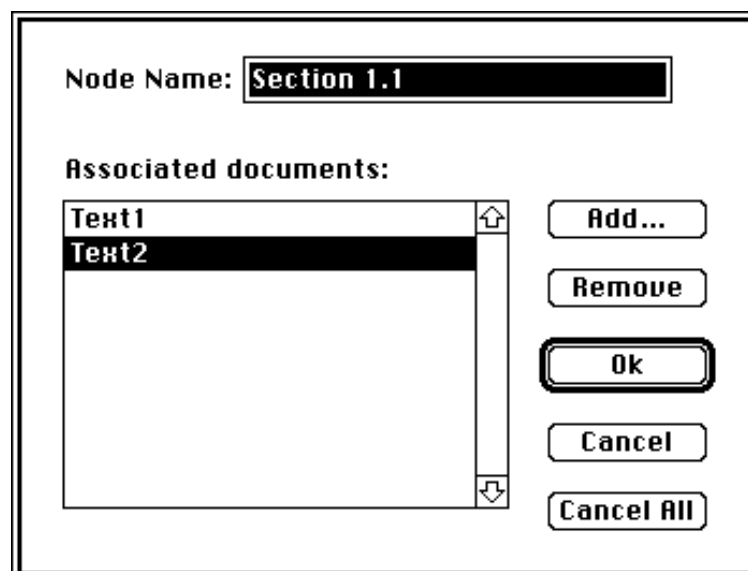 Node Name: Section 1.1
Associated documents:
Text1
Text2
Add...
Remove
Ok
Cancel
Cancel All